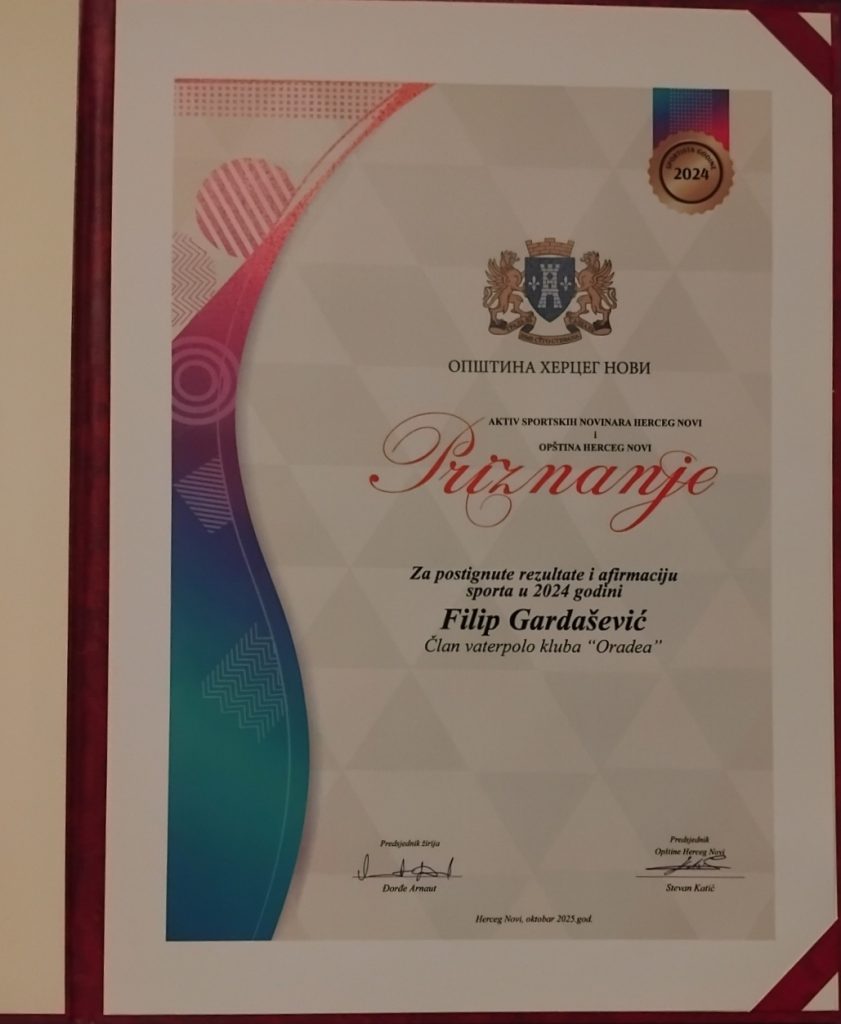 SPORTISTA GODINE
2024
ОПШТИНА ХЕРЦЕГ НОВИ
AKTIV SPORTSKIH NOVINARA HERCEG NOVI
i
OPŠTINA HERCEG NOVI
Priznanje
Za postignute rezultate i afirmaciju
sporta u 2024 godini
Filip Gardašević
Član vaterpolo kluba “Oradea”
Predsjednik žirija
Đorđe Arnaut
Predsjednik
Opštine Herceg Novi
Stevan Katić
Herceg Novi, oktobar 2025.god.